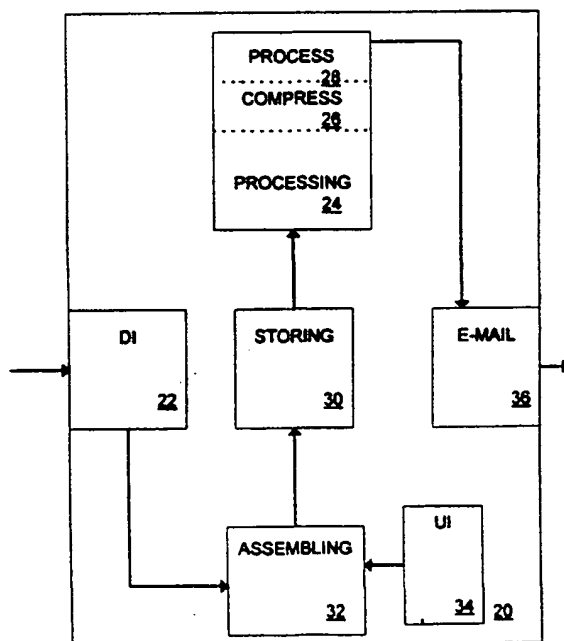 PROCESS
28
COMPRESS
26
PROCESSING
24
DI
22
STORING
30
E-MAIL
36
ASSEMBLING
32
UI
34
20